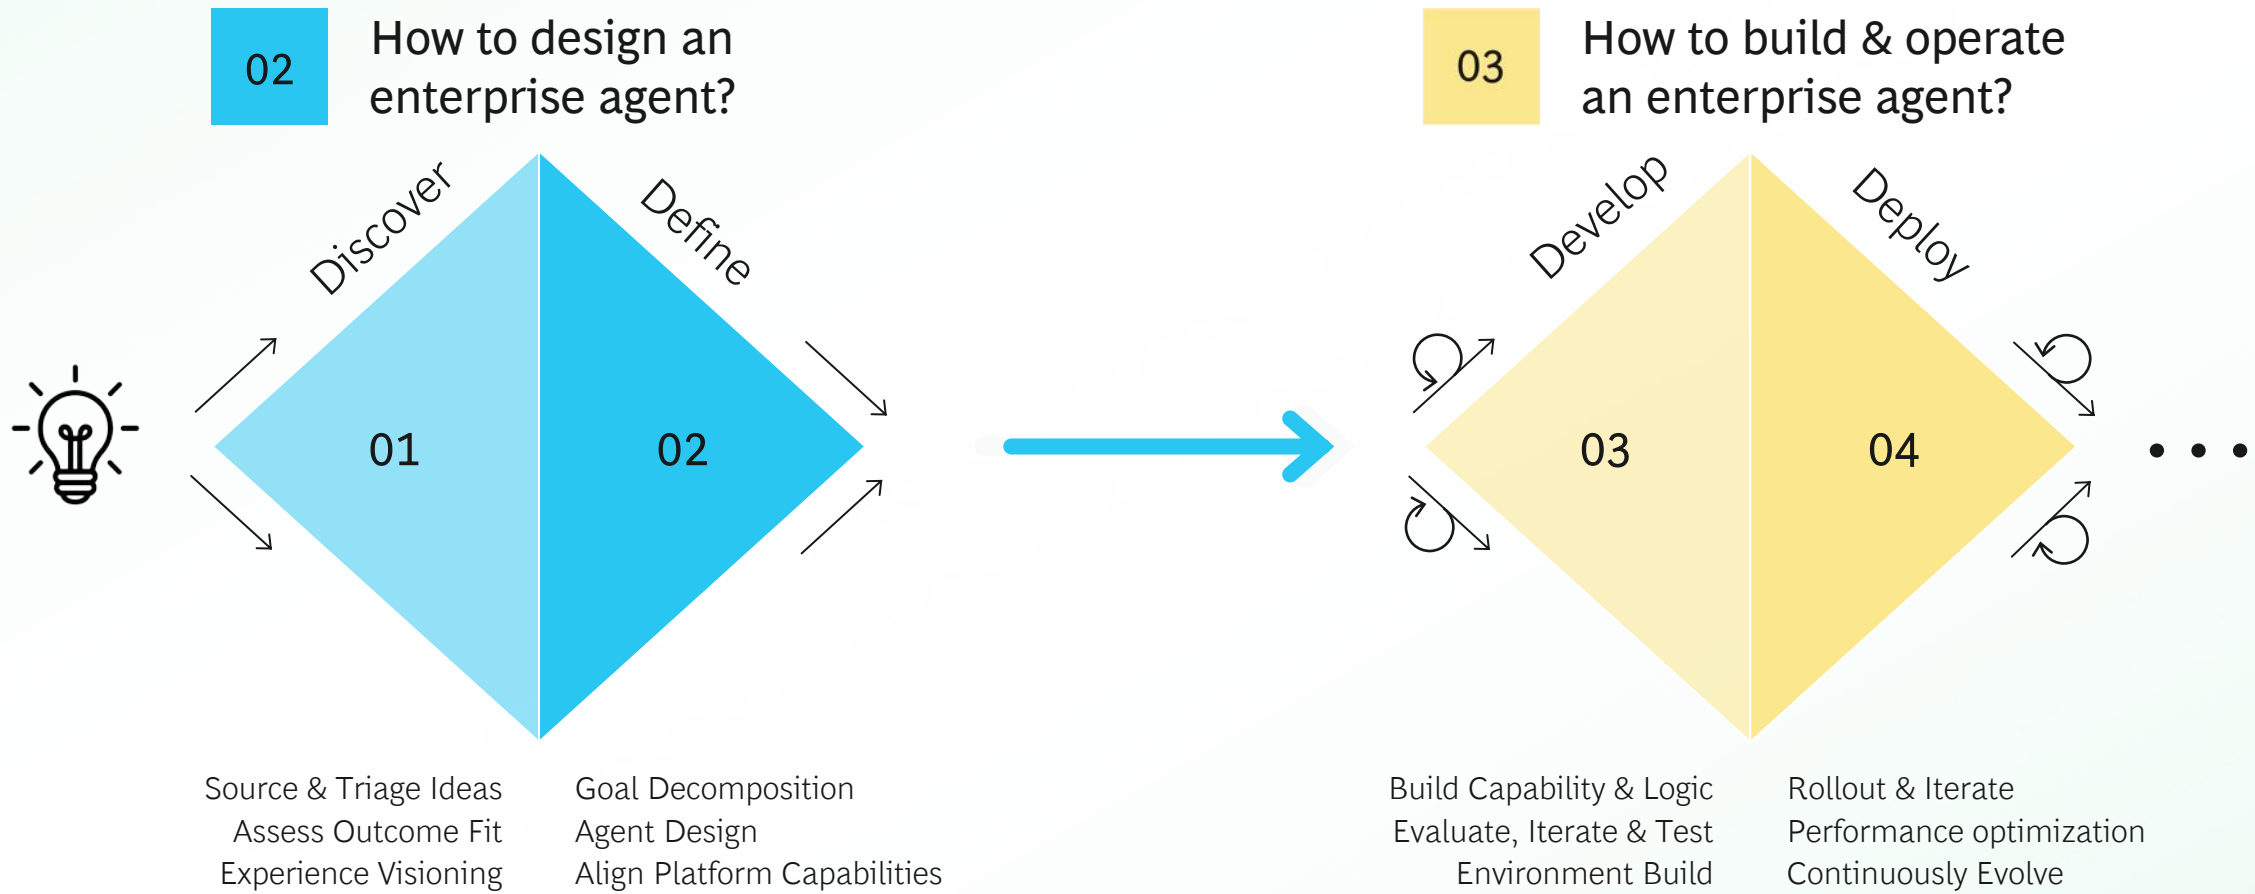 02
How to design an
enterprise agent?
Discover
Define
01
02
Source & Triage Ideas
Assess Outcome Fit
Experience Visioning
Goal Decomposition
Agent Design
Align Platform Capabilities
03
How to build & operate
an enterprise agent?
Develop
Deploy
03
04
Build Capability & Logic
Evaluate, Iterate & Test
Environment Build
Rollout & Iterate
Performance optimization
Continuously Evolve